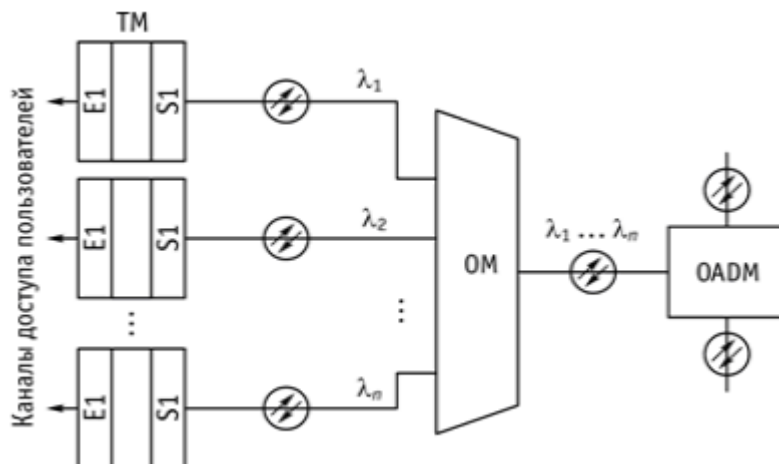 TM
Каналы доступа пользователей
E1
S1
λ1
E1
S1
λ2
...
...
E1
S1
λn
OM
λ1 ... λn
OADM